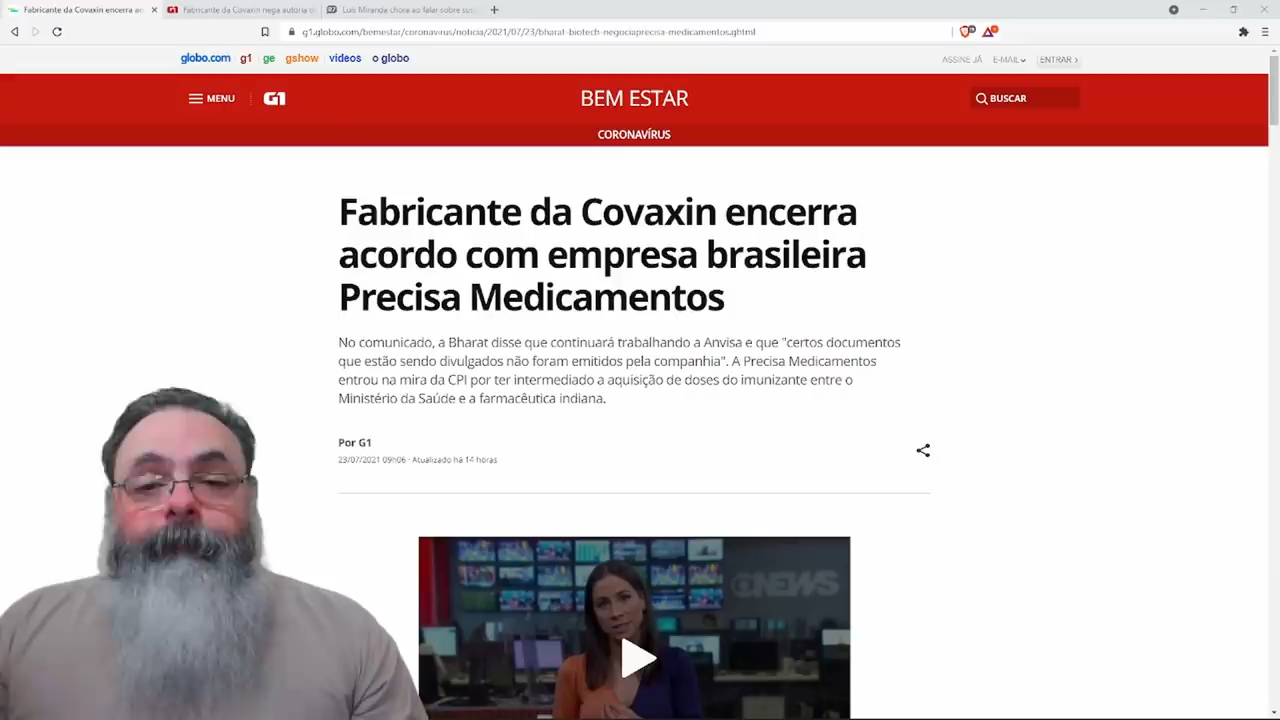 Fabricante da Covaxin encerra ac
Fabricante da Covaxin nega autoria d
Luis Miranda chora ao falar sobre sus
g1.globo.com/bemestar/coronavirus/noticia/2021/07/23/bharat-biotech-negociaprecisa-medicamentos.ghtml
globo.com g1 ge gshow vídeos o globo
ASSINE JÁ E-MAIL ENTRAR
MENU G1 BEM ESTAR BUSCAR
CORONAVÍRUS
Fabricante da Covaxin encerra
acordo com empresa brasileira
Precisa Medicamentos
No comunicado, a Bharat disse que continuará trabalhando a Anvisa e que "certos documentos
que estão sendo divulgados não foram emitidos pela companhia". A Precisa Medicamentos
entrou na mira da CPI por ter intermediado a aquisição de doses do imunizante entre o
Ministério da Saúde e a farmacêutica indiana.
Por G1
23/07/2021 09h06 · Atualizado há 14 horas
GNEWS